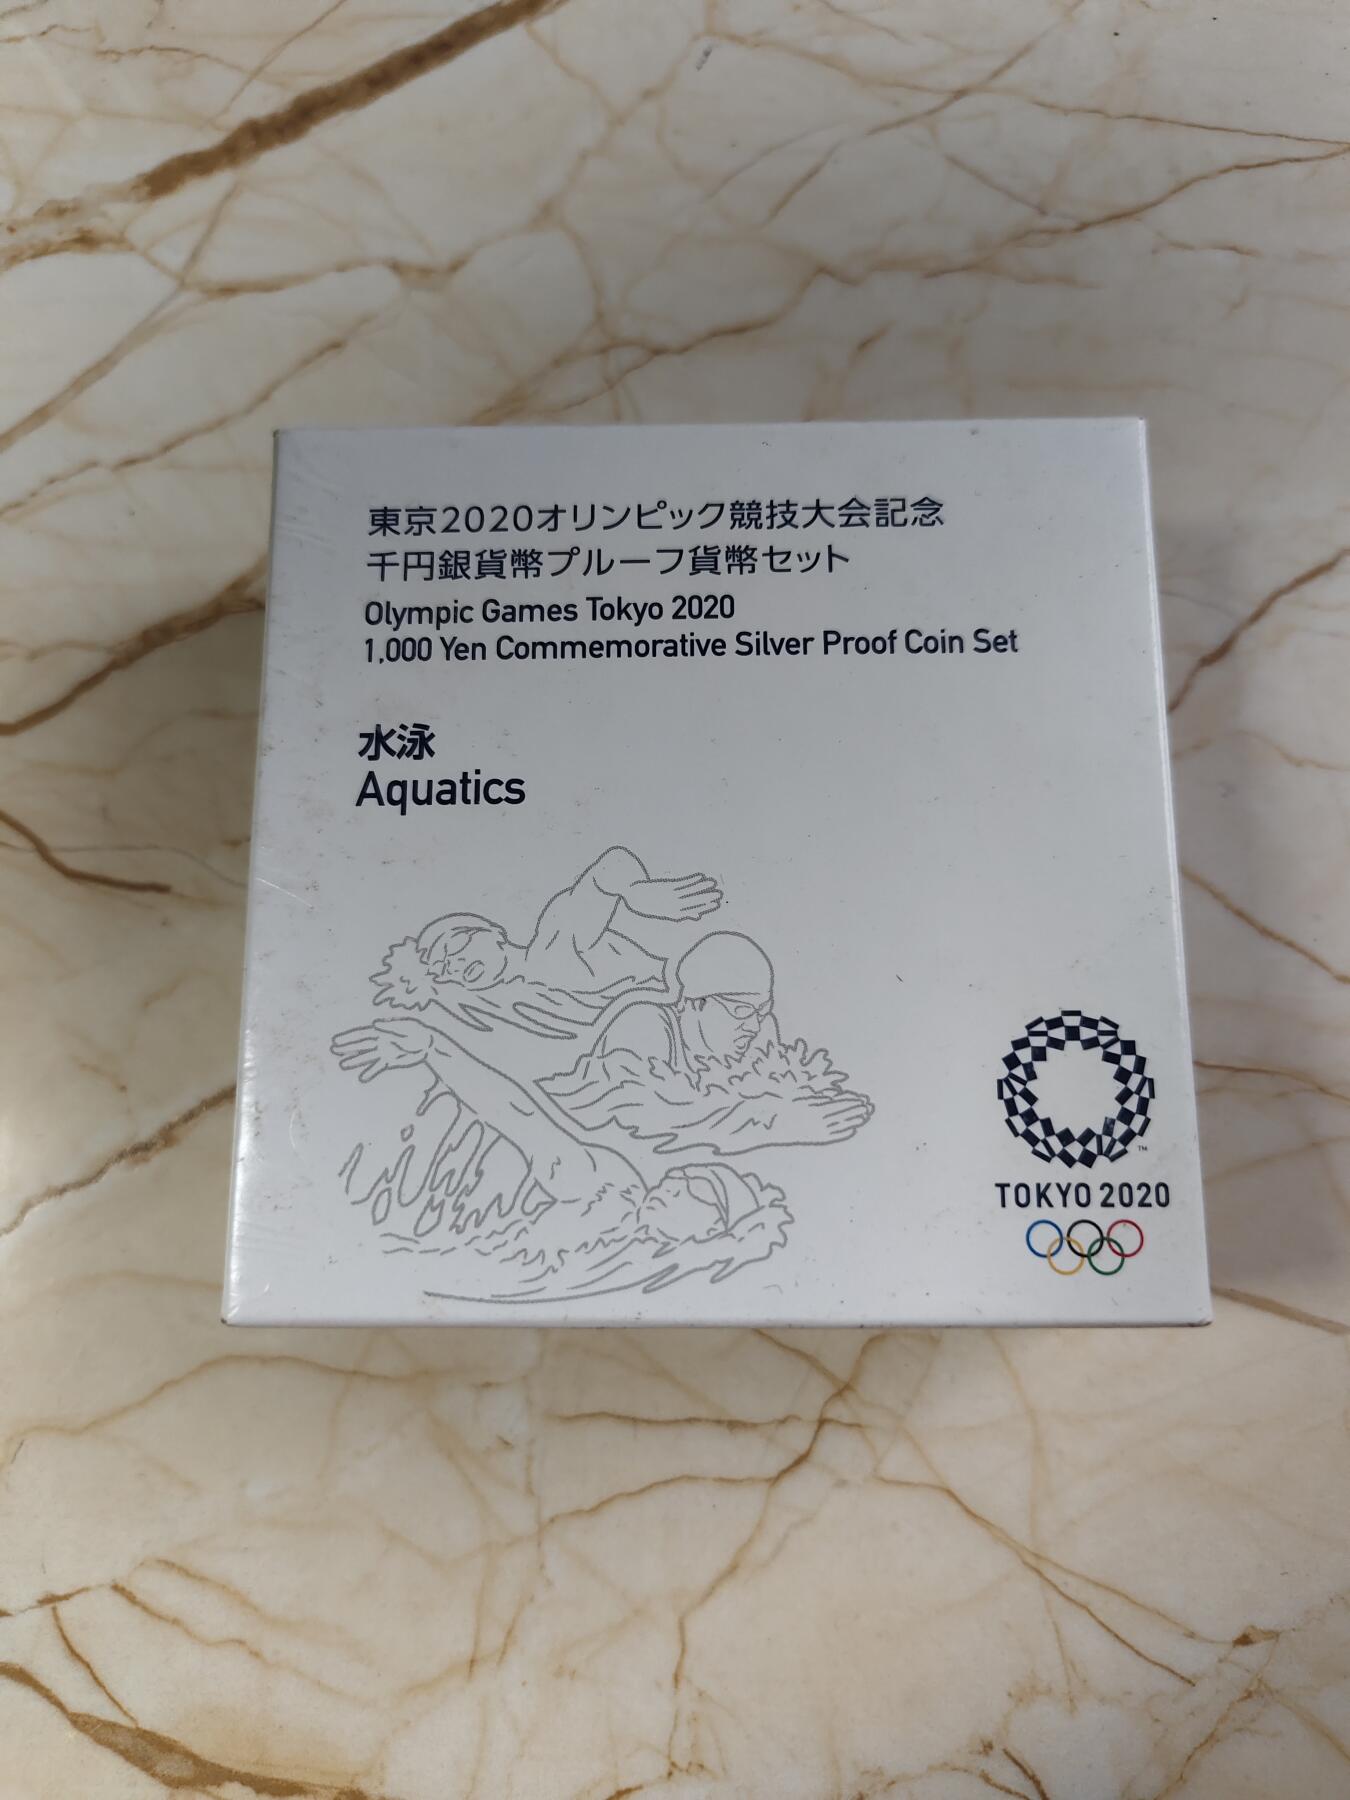 東京2020オリンピック競技大会記念
千円銀貨幣プルーフ貨幣セット
Olympic Games Tokyo 2020
1,000 Yen Commemorative Silver Proof Coin Set
水泳
Aquatics
TM
TOKYO 2020